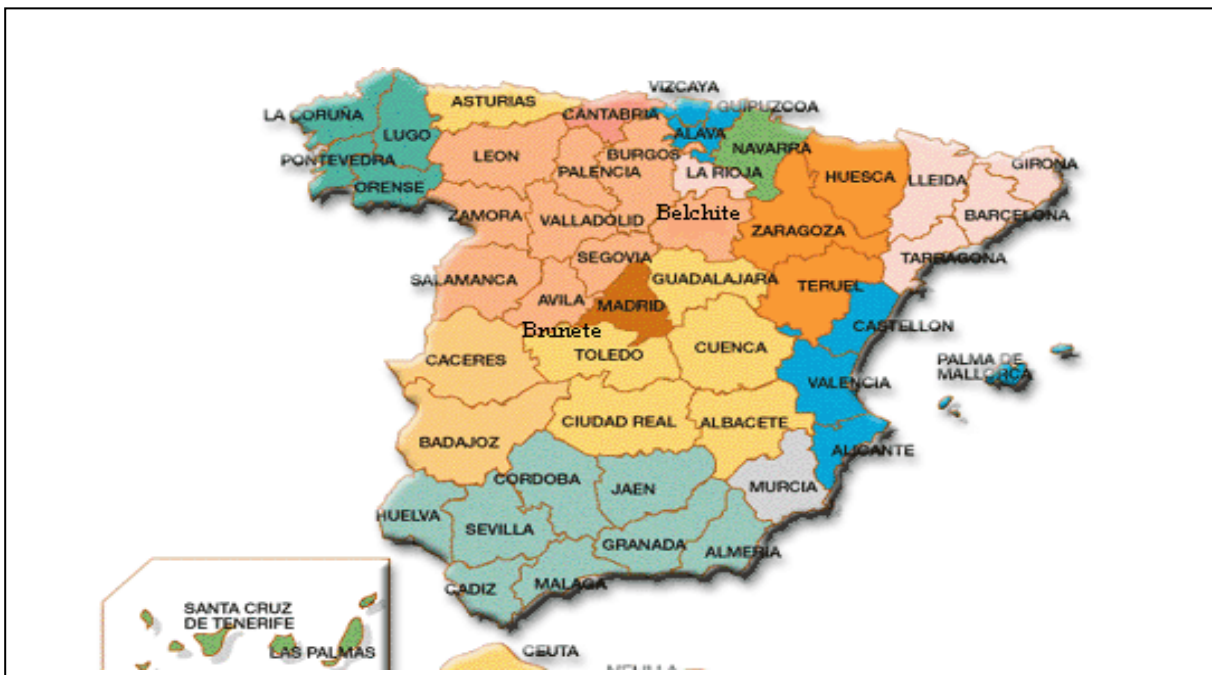 VIZCAYA
ASTURIAS
GUIPUZCOA
LA CORUÑA
CANTABRIA
LUGO
ALAVA
NAVARRA
LEON
BURGOS
PONTEVEDRA
PALENCIA
LA RIOJA
HUESCA
LLEIDA
GIRONA
ORENSE
ZAMORA
VALLADOLID
Belchite
BARCELONA
ZARAGOZA
SEGOVIA
TARRAGONA
SALAMANCA
GUADALAJARA
TERUEL
AVILA
MADRID
Brunete
CASTELLON
CACERES
TOLEDO
CUENCA
PALMA DE
MALLORCA
VALENCIA
CIUDAD REAL
ALBACETE
BADAJOZ
ALICANTE
CORDOBA
JAEN
MURCIA
HUELVA
SEVILLA
GRANADA
ALMERIA
CADIZ
MALAGA
SANTA CRUZ
DE TENERIFE
LAS PALMAS
CEUTA